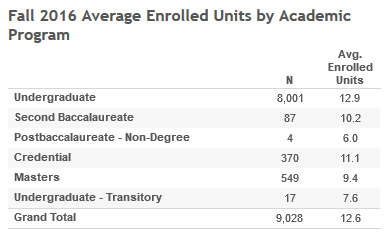 Fall 2016 Average Enrolled Units by Academic
Program
N Avg. Enrolled Units
Undergraduate 8,001 12.9
Second Baccalaureate 87 10.2
Postbaccalaureate - Non-Degree 4 6.0
Credential 370 11.1
Masters 549 9.4
Undergraduate - Transitory 17 7.6
Grand Total 9,028 12.6